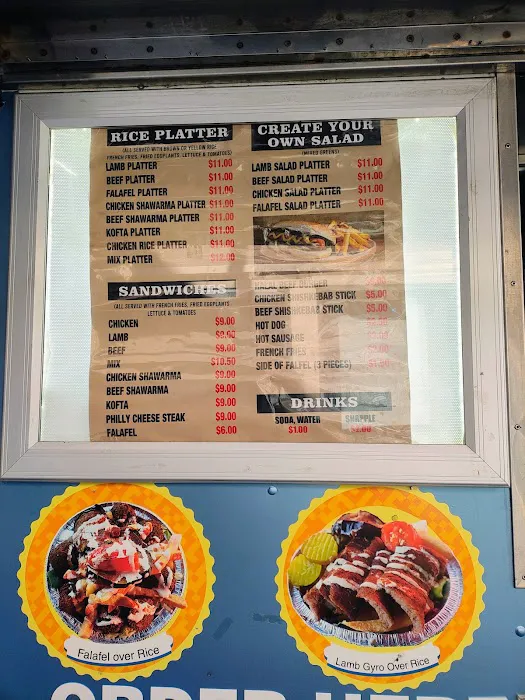 RICE PLATTER
(ALL SERVED WITH BROWN OR YELLOW RICE
FRENCH FRIES, FRIED EGGPLANTS, LETTUCE & TOMATOES)
LAMB PLATTER $11.00
BEEF PLATTER $11.00
FALAFEL PLATTER $11.00
CHICKEN SHAWARMA PLATTER $11.00
BEEF SHAWARMA PLATTER $11.00
KOFTA PLATTER $11.00
CHICKEN RICE PLATTER $11.00
MIX PLATTER $12.00
SANDWICHES
(ALL SERVED WITH FRENCH FRIES, FRIED EGGPLANTS,
LETTUCE & TOMATOES
CHICKEN $9.00
LAMB $9.00
BEEF $9.00
MIX $10.50
CHICKEN SHAWARMA $9.00
BEEF SHAWARMA $9.00
KOFTA $9.00
PHILLY CHEESE STEAK $9.00
FALAFEL $6.00
CREATE YOUR
OWN SALAD
(MIXED GREENS)
LAMB SALAD PLATTER $11.00
BEEF SALAD PLATTER $11.00
CHICKEN SALAD PLATTER $11.00
FALAFEL SALAD PLATTER $11.00
HALAL BEEF BURGER
CHICKEN SHISHKEBAB STICK $5.00
BEEF SHISHKEBAB STICK $5.00
HOT DOG
HOT SAUSAGE
FRENCH FRIES
SIDE OF FALFEL (3 PIECES)
DRINKS
SODA, WATER SNAPPLE
$1.00 $2.00
Falafel over Rice
Lamb Gyro Over Rice
ORDER HERE